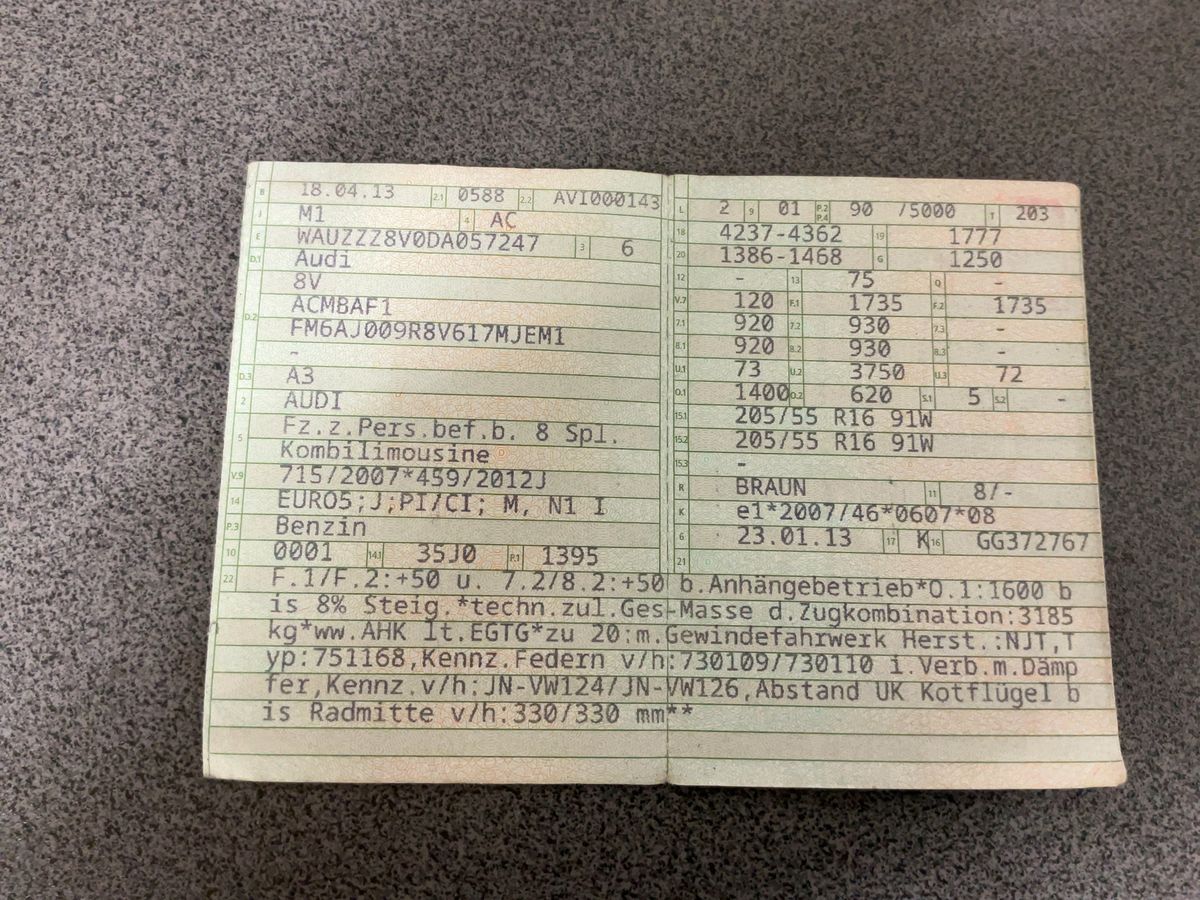 B 18.04.13 2.1 0588 2.2 AVI000143
J M1 4 AC
E WAUZZZ8V0DA057247 3 6
D.1 Audi
8V
D.2 ACMBAF1
FM6AJ009R8V617MJEM1
-
D.3 A3
2 AUDI
5 Fz.z.Pers.bef.b. 8 Spl.
Kombilimousine
V.9 715/2007*459/2012J
14 EURO5;J;PI/CI; M, N1 I
P.3 Benzin
10 0001 14.1 35J0 P.1 1395
L 2 9 01 P.2 P.4 90 /5000 T 203
18 4237-4362 19 1777
20 1386-1468 G 1250
12 - 13 75 Q -
V.7 120 F.1 1735 F.2 1735
7.1 920 7.2 930 7.3 -
8.1 920 8.2 930 8.3 -
U.1 73 U.2 3750 U.3 72
O.1 1400 O.2 620 S.1 5 S.2 -
15.1 205/55 R16 91W
15.2 205/55 R16 91W
15.3 -
R BRAUN 11 8/-
K e1*2007/46*0607*08
6 23.01.13 17 K 16 GG372767
21
22 F.1/F.2:+50 u. 7.2/8.2:+50 b.Anhängebetrieb*O.1:1600 b
is 8% Steig.*techn.zul.Ges-Masse d.Zugkombination:3185
kg*ww.AHK lt.EGTG*zu 20:m.Gewindefahrwerk Herst.:NJT,T
yp:751168,Kennz.Federn v/h:730109/730110 i.Verb.m.Dämp
fer,Kennz.v/h:JN-VW124/JN-VW126,Abstand UK Kotflügel b
is Radmitte v/h:330/330 mm**